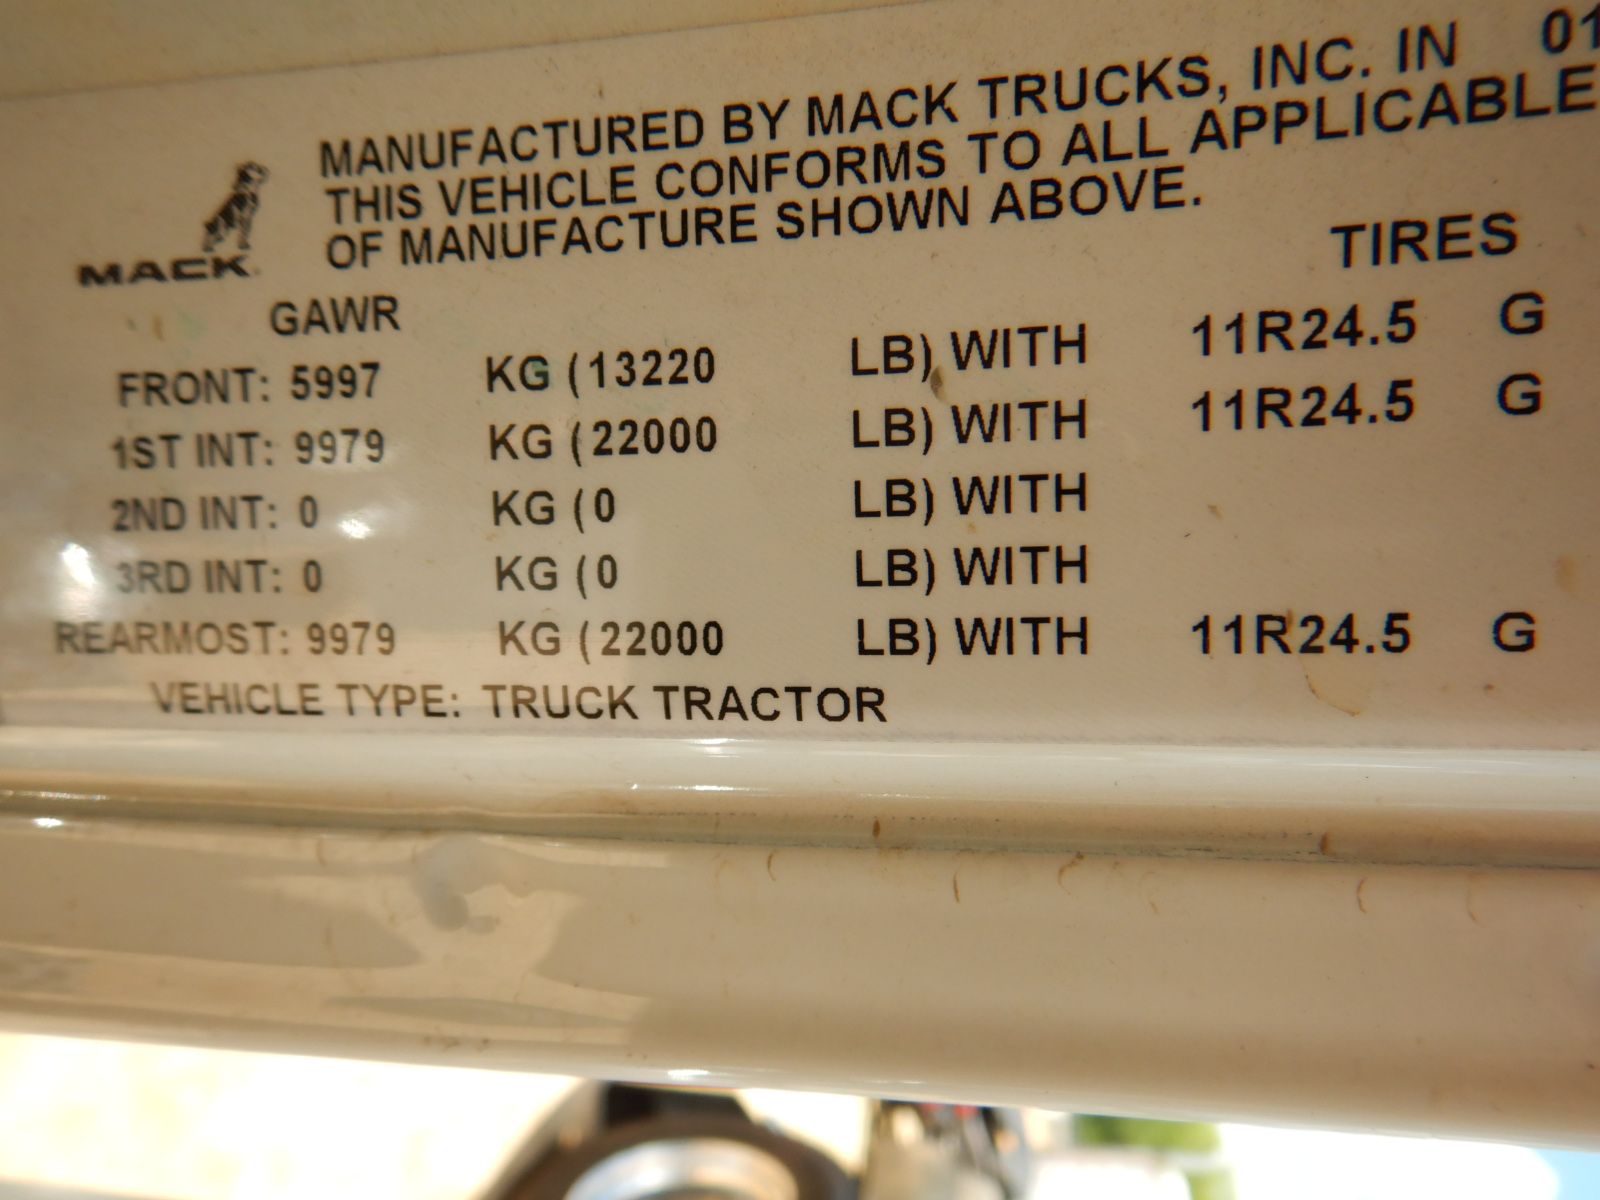 MANUFACTURED BY MACK TRUCKS, INC. IN 01
THIS VEHICLE CONFORMS TO ALL APPLICABLE
OF MANUFACTURE SHOWN ABOVE.
MACK
GAWR TIRES
FRONT: 5997 KG (13220 LB) WITH 11R24.5 G
1ST INT: 9979 KG (22000 LB) WITH 11R24.5 G
2ND INT: 0 KG (0 LB) WITH
3RD INT: 0 KG (0 LB) WITH
REARMOST: 9979 KG (22000 LB) WITH 11R24.5 G
VEHICLE TYPE: TRUCK TRACTOR